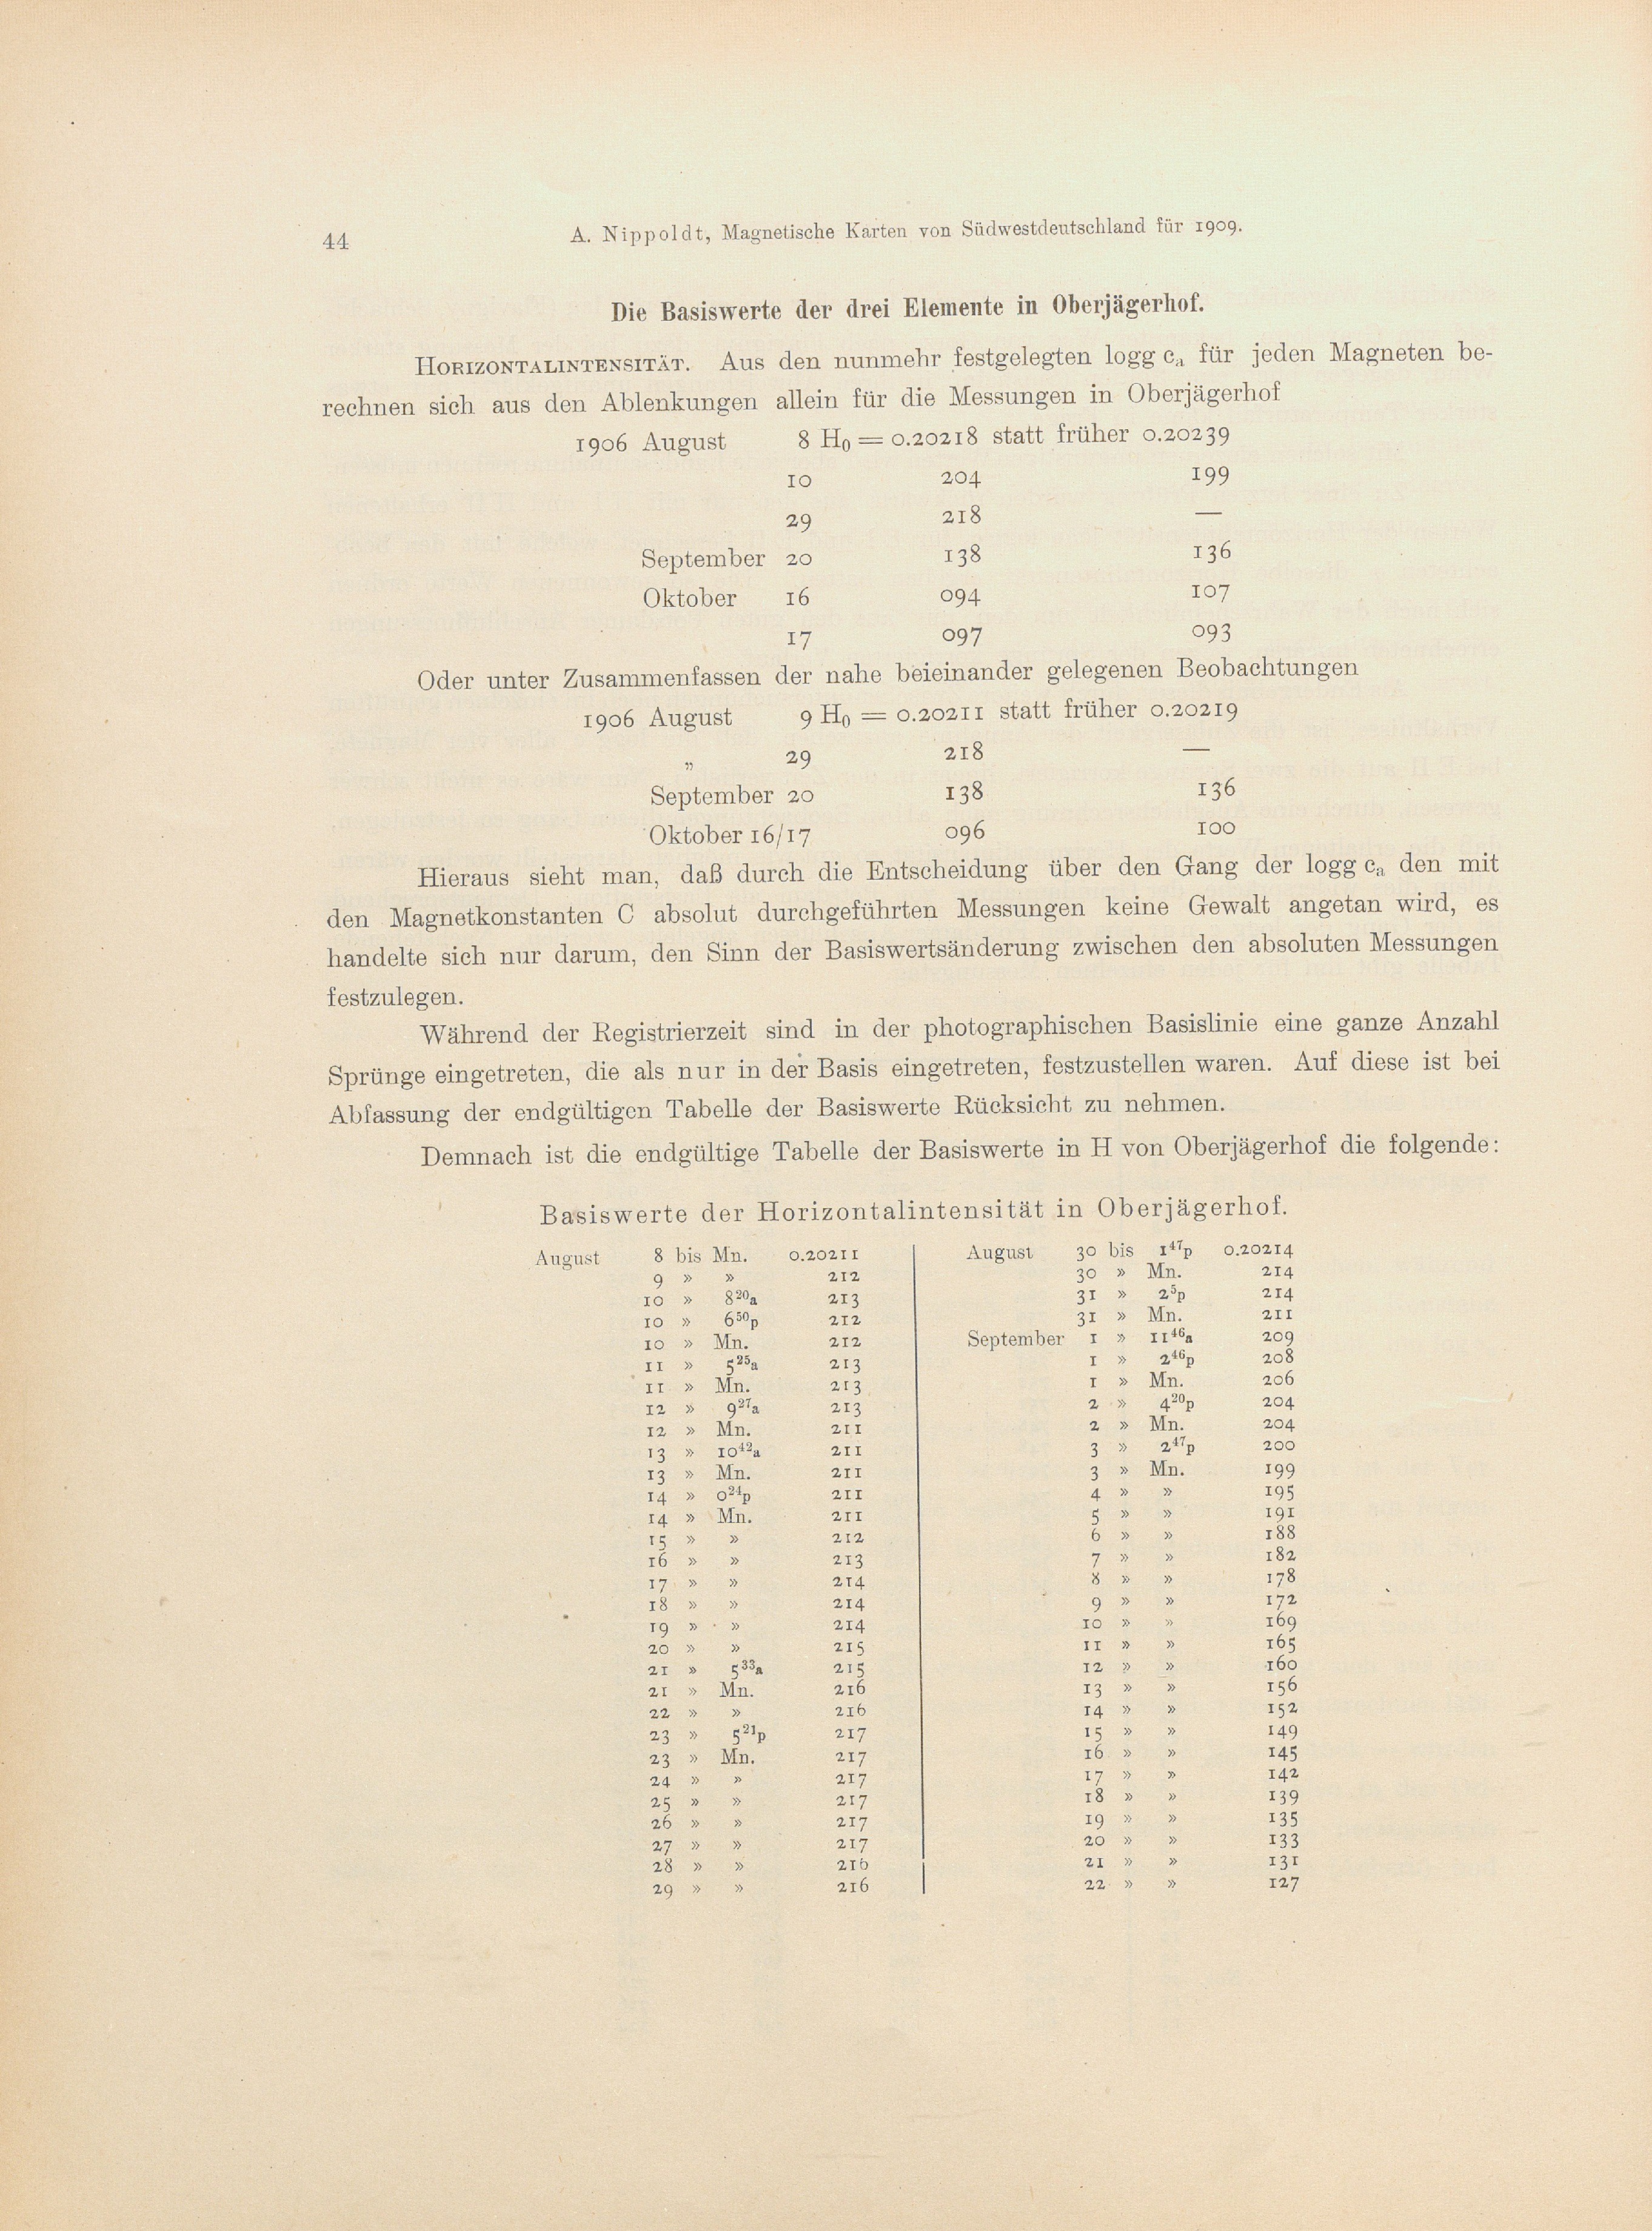 44
A. Nippoldt, Magnetische Karten von Südwestdeutschland für 1909.
Die Basiswerte der drei Elemente in Oberjägerhof.
Horizontalintensität. Aus den nunmehr festgelegten logg cₐ für jeden Magneten be-
rechnen sich aus den Ablenkungen allein für die Messungen in Oberjägerhof
1906 August 8 H₀ = 0.20218 statt früher 0.20239
10 204 199
29 218 —
September 20 138 136
Oktober 16 094 107
17 097 093
Oder unter Zusammenfassen der nahe beieinander gelegenen Beobachtungen
1906 August 9 H₀ = 0.20211 statt früher 0.20219
„ 29 218 —
September 20 138 136
Oktober 16/17 096 100
Hieraus sieht man, daß durch die Entscheidung über den Gang der logg cₐ den mit
den Magnetkonstanten C absolut durchgeführten Messungen keine Gewalt angetan wird, es
handelte sich nur darum, den Sinn der Basiswertsänderung zwischen den absoluten Messungen
festzulegen.
Während der Registrierzeit sind in der photographischen Basislinie eine ganze Anzahl
Sprünge eingetreten, die als nur in der Basis eingetreten, festzustellen waren. Auf diese ist bei
Abfassung der endgültigen Tabelle der Basiswerte Rücksicht zu nehmen.
Demnach ist die endgültige Tabelle der Basiswerte in H von Oberjägerhof die folgende:
Basiswerte der Horizontalintensität in Oberjägerhof.
August 8 bis Mn. 0.20211
9 » » 212
10 » 8²⁰a 213
10 » 6⁵⁰p 212
10 » Mn. 212
11 » 5²⁵a 213
11 » Mn. 213
12 » 9²⁷a 213
12 » Mn. 211
13 » 10⁴²a 211
13 » Mn. 211
14 » 0²⁴p 211
14 » Mn. 211
15 » » 212
16 » » 213
17 » » 214
18 » » 214
19 » » 214
20 » » 215
21 » 5³³a 215
21 » Mn. 216
22 » » 216
23 » 5²¹p 217
23 » Mn. 217
24 » » 217
25 » » 217
26 » » 217
27 » » 217
28 » » 216
29 » » 216
August 30 bis 1⁴⁷p 0.20214
30 » Mn. 214
31 » 2⁵p 214
31 » Mn. 211
September 1 » 11⁴⁶a 209
1 » 2⁴⁶p 208
1 » Mn. 206
2 » 4²⁰p 204
2 » Mn. 204
3 » 2⁴⁷p 200
3 » Mn. 199
4 » » 195
5 » » 191
6 » » 188
7 » » 182
8 » » 178
9 » » 172
10 » » 169
11 » » 165
12 » » 160
13 » » 156
14 » » 152
15 » » 149
16 » » 145
17 » » 142
18 » » 139
19 » » 135
20 » » 133
21 » » 131
22 » » 127